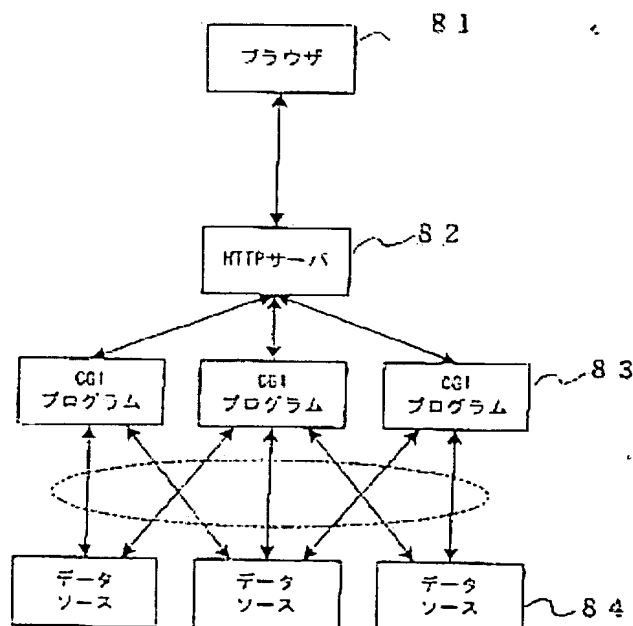 81
ブラウザ
82
HTTPサーバ
CGI
プログラム
CGI
プログラム
CGI
プログラム
83
データ
ソース
データ
ソース
データ
ソース
84